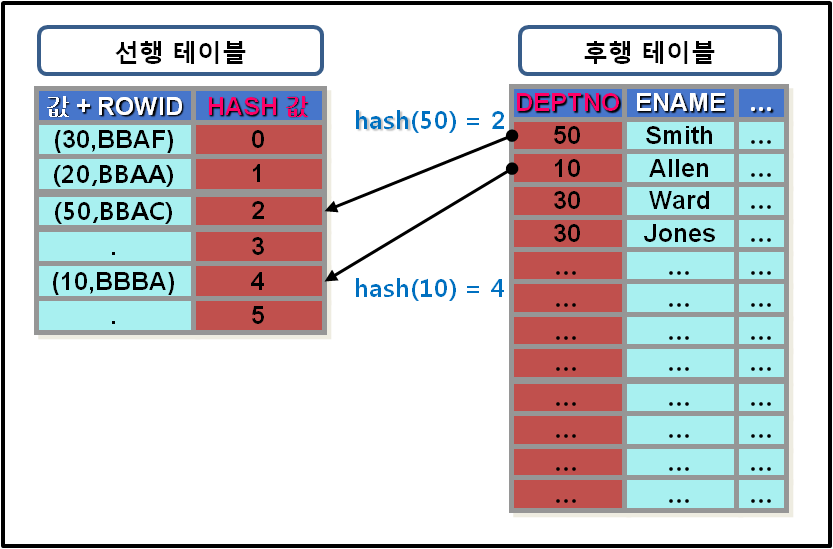 선행 테이블
후행 테이블
값 + ROWID HASH 값
(30,BBAF) 0
(20,BBAA) 1
(50,BBAC) 2
. 3
(10,BBBA) 4
. 5
hash(50) = 2
hash(10) = 4
DEPTNO ENAME ...
50 Smith ...
10 Allen ...
30 Ward ...
30 Jones ...
... ... ...
... ... ...
... ... ...
... ... ...
... ... ...
... ... ...
... ... ...
... ... ...